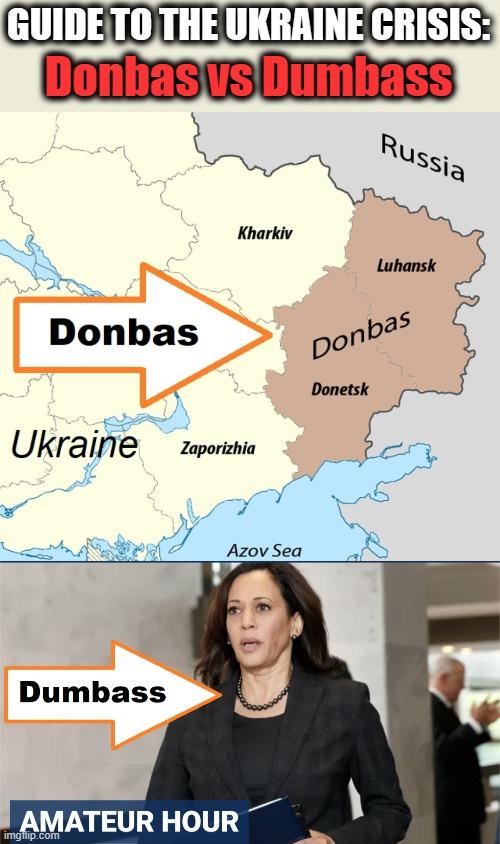 GUIDE TO THE UKRAINE CRISIS:
Donbas vs Dumbass
Russia
Kharkiv
Luhansk
Donbas
Donbas
Donetsk
Ukraine
Zaporizhia
Azov Sea
Dumbass
AMATEUR HOUR
imgflip.com